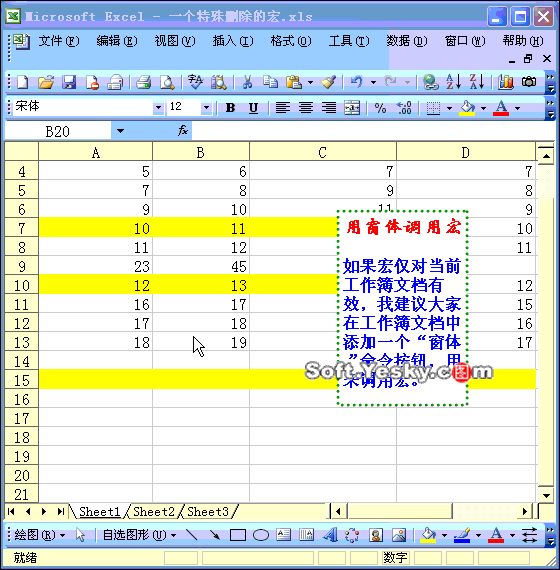 Microsoft Excel - 一个特殊删除的宏.xls
文件(F) 编辑(E) 视图(V) 插入(I) 格式(O) 工具(T) 数据(D) 窗口(W) 帮助(H)
宋体 12 B U %
B20 fx
A B C D
4 5 6 7 7
5 7 8 9 8
6 9 10 11 9
7 10 11 10
8 11 12 11
9 23 45
10 12 13 12
11 16 17 15
12 17 18 16
13 18 19 17
14
15
16
17
18
19
20
21
用窗体调用宏
如果宏仅对当前
工作簿文档有
效，我建议大家
在工作簿文档中
添加一个“窗体
”命令按钮，用
来调用宏。
Soft.Yesky.c图m
Sheet1 Sheet2 Sheet3
绘图(R) 自选图形(U)
就绪 数字